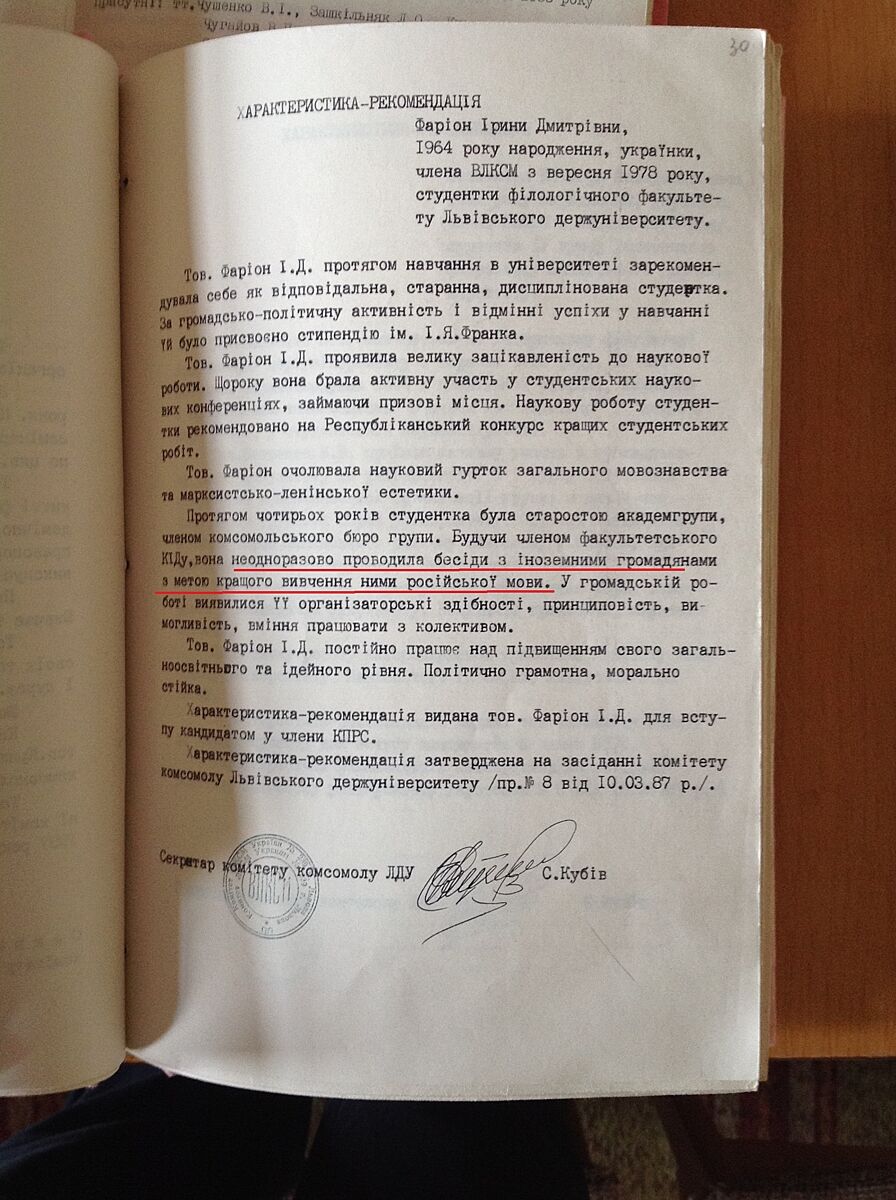 присутні: тт.Чушенко В.І., Зашкільняк Л.О.
Чугайов В.П.
30
ХАРАКТЕРИСТИКА-РЕКОМЕНДАЦІЯ
Фаріон Ірини Дмитрівни,
1964 року народження, українки,
члена ВЛКСМ з вересня 1978 року,
студентки філологічного факульте-
ту Львівського держуніверситету.
Тов. Фаріон І.Д. протягом навчання в університеті зарекомен-
дувала себе як відповідальна, старанна, дисциплінована студентка.
За громадсько-політичну активність і відмінні успіхи у навчанні
їй було присвоєно стипендію ім. І.Я.Франка.
Тов. Фаріон І.Д. проявила велику зацікавленість до наукової
роботи. Щороку вона брала активну участь у студентських науко-
вих конференціях, займаючи призові місця. Наукову роботу студен-
тки рекомендовано на Республіканський конкурс кращих студентських
робіт.
Тов. Фаріон очолювала науковий гурток загального мовознавства
та марксистсько-ленінської естетики.
Протягом чотирьох років студентка була старостою академгрупи,
членом комсомольського бюро групи. Будучи членом факультетського
КІДу,вона неодноразово проводила бесіди з іноземними громадянами
з метою кращого вивчення ними російської мови. У громадській ро-
боті виявилися її організаторські здібності, принциповість, ви-
могливість, вміння працювати з колективом.
Тов. Фаріон І.Д. постійно працює над підвищенням свого загаль-
ноосвітнього та ідейного рівня. Політично грамотна, морально
стійка.
Характеристика-рекомендація видана тов. Фаріон І.Д. для всту-
пу кандидатом у члени КПРС.
Характеристика-рекомендація затверджена на засіданні комітету
комсомолу Львівського держуніверситету /пр.№ 8 від 10.03.87 р./.
Секретар комітету комсомолу ЛДУ С.Кубів
ВЛКСМ